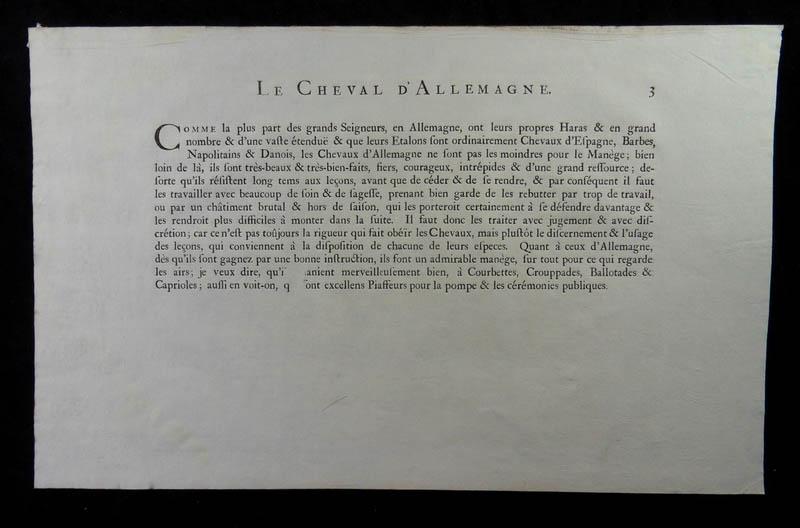 LE CHEVAL D'ALLEMAGNE. 3
COMME la plus part des grands Seigneurs, en Allemagne, ont leurs propres Haras & en grand
nombre & d'une vaſte étenduë & que leurs Etalons ſont ordinairement Chevaux d'Eſpagne, Barbes,
Napolitains & Danois, les Chevaux d'Allemagne ne ſont pas les moindres pour le Manège; bien
loin de là, ils ſont très-beaux & très-bien-faits, fiers, courageux, intrépides & d'une grand reſſource; de-
ſorte qu'ils réſiſtent long tems aux leçons, avant que de céder & de ſe rendre, & par conſéquent il faut
les travailler avec beaucoup de ſoin & de ſageſſe, prenant bien garde de les rebutter par trop de travail,
ou par un châtiment brutal & hors de ſaiſon, qui les porteroit certainement à ſe défendre davantage &
les rendroit plus difficiles à monter dans la ſuite. Il faut donc les traiter avec jugement & avec diſ-
crétion; car ce n'eſt pas toûjours la rigueur qui fait obéïr les Chevaux, mais pluſtôt le diſcernement & l'uſage
des leçons, qui conviennent à la diſpoſition de chacune de leurs eſpeces. Quant à ceux d'Allemagne,
dès qu'ils ſont gagnez par une bonne inſtruction, ils ſont un admirable manège, ſur tout pour ce qui regarde
les airs; je veux dire, qu'i anient merveilleuſement bien, à Courbettes, Crouppades, Ballotades &
Caprioles; auſſi en voit-on, q ont excellens Piaffeurs pour la pompe & les cérémonies publiques.